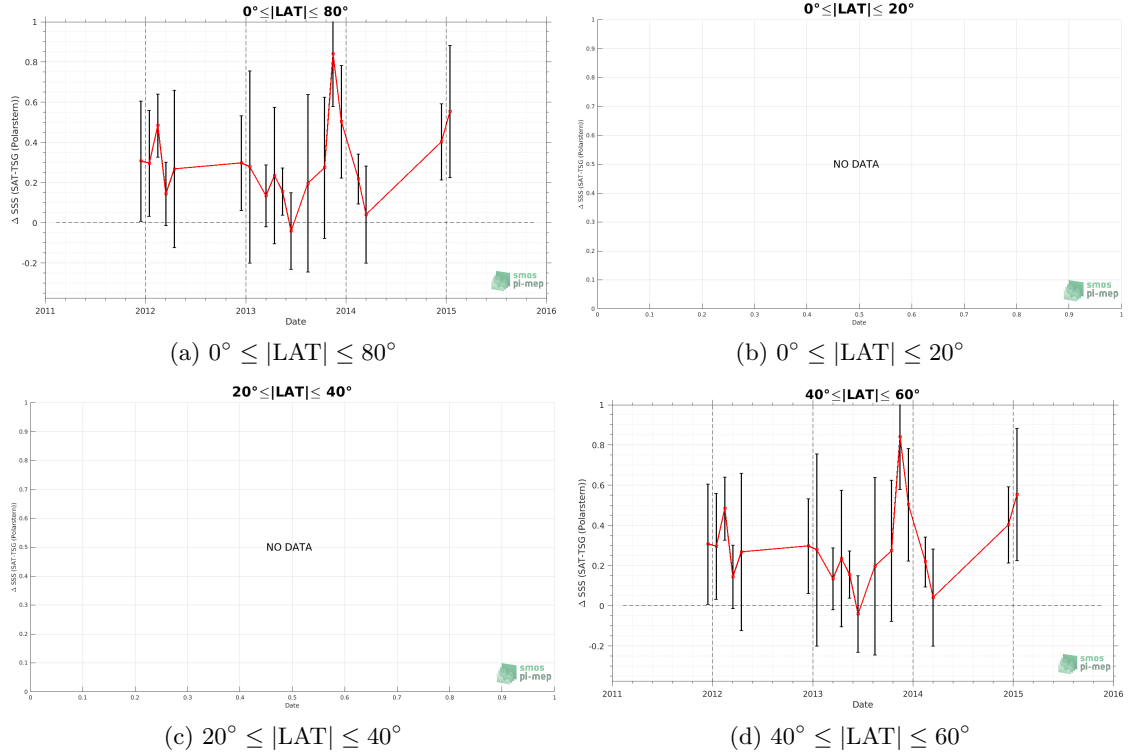 0°≤|LAT|≤ 80°
1
0.8
0.6
0.4
0.2
0
-0.2
Δ SSS (SAT-TSG (Polarstern))
2011 2012 2013 2014 2015 2016
Date
smos
pi-mep
(a) 0° ≤ |LAT| ≤ 80°
0°≤|LAT|≤ 20°
1
0.9
0.8
0.7
0.6
0.5
0.4
0.3
0.2
0.1
0
Δ SSS (SAT-TSG (Polarstern))
NO DATA
0 0.1 0.2 0.3 0.4 0.5 0.6 0.7 0.8 0.9 1
Date
smos
pi-mep
(b) 0° ≤ |LAT| ≤ 20°
20°≤|LAT|≤ 40°
1
0.9
0.8
0.7
0.6
0.5
0.4
0.3
0.2
0.1
0
Δ SSS (SAT-TSG (Polarstern))
NO DATA
0 0.1 0.2 0.3 0.4 0.5 0.6 0.7 0.8 0.9 1
Date
smos
pi-mep
(c) 20° ≤ |LAT| ≤ 40°
40°≤|LAT|≤ 60°
1
0.8
0.6
0.4
0.2
0
-0.2
Δ SSS (SAT-TSG (Polarstern))
2011 2012 2013 2014 2015 2016
Date
smos
pi-mep
(d) 40° ≤ |LAT| ≤ 60°